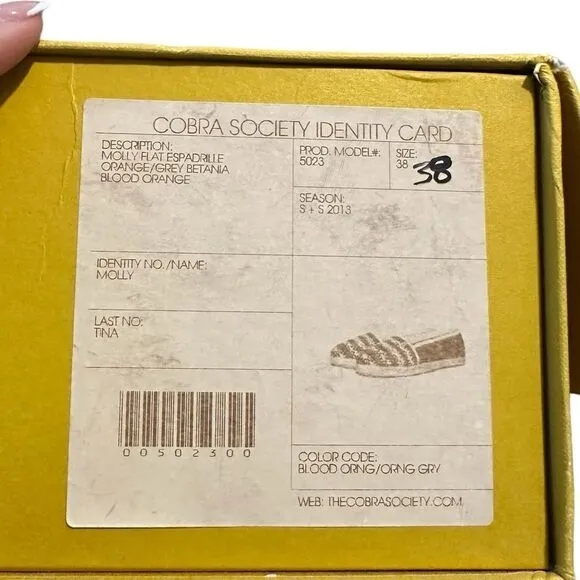 COBRA SOCIETY IDENTITY CARD
DESCRIPTION:
MOLLY FLAT ESPADRILLE
ORANGE/GREY BETANIA
BLOOD ORANGE
PROD. MODEL#:
5023
SIZE:
38 38
SEASON:
S + S 2013
IDENTITY NO. /NAME:
MOLLY
LAST NO:
TINA
00502300
COLOR CODE:
BLOOD ORNG/ORNG GRY
WEB: THECOBRASOCIETY.COM